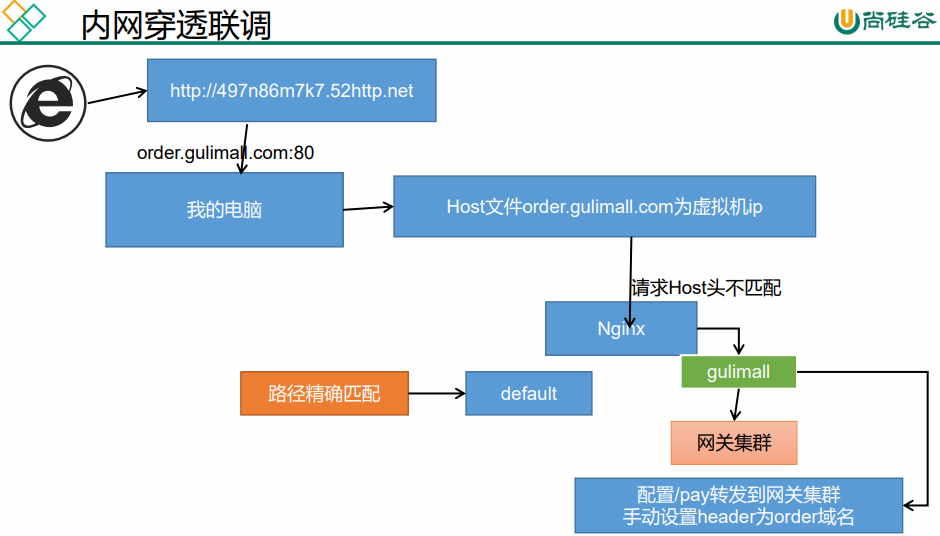 内网穿透联调
尚硅谷
http://497n86m7k7.52http.net
order.gulimall.com:80
我的电脑
Host文件order.gulimall.com为虚拟机ip
请求Host头不匹配
Nginx
gulimall
路径精确匹配
default
网关集群
配置/pay转发到网关集群
手动设置header为order域名